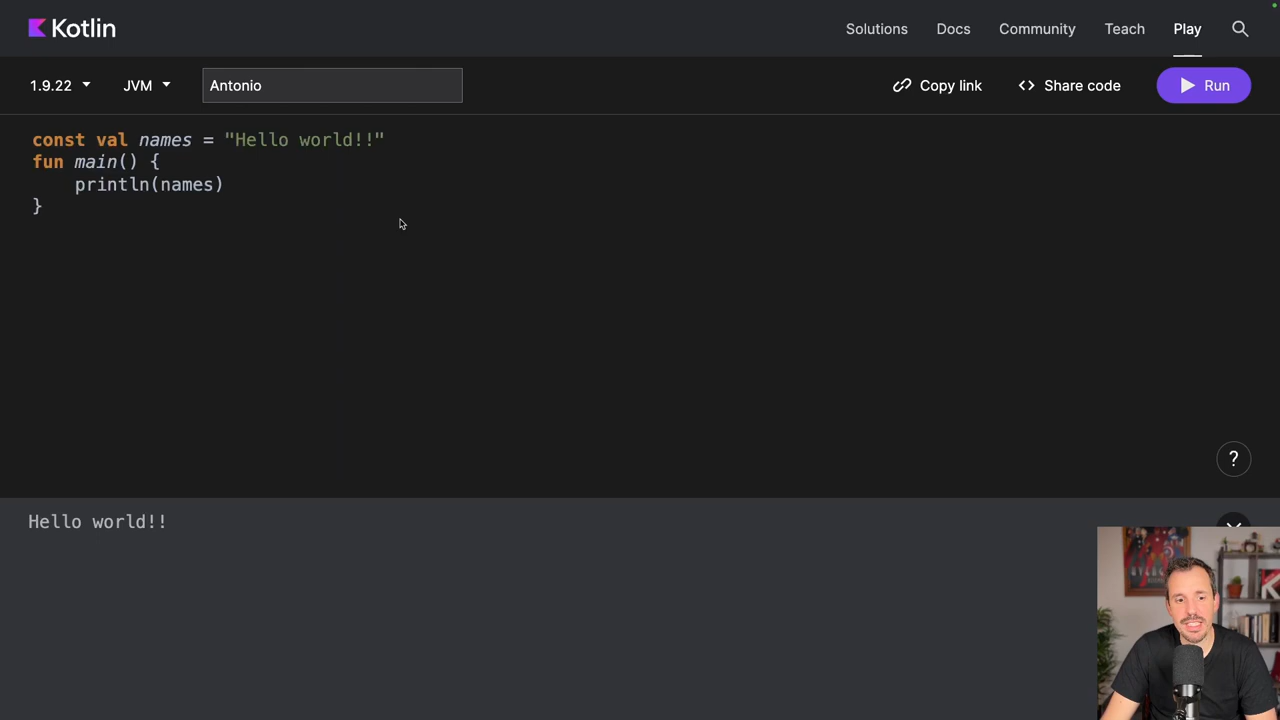 Kotlin
Solutions Docs Community Teach Play
1.9.22 JVM Antonio Copy link Share code Run
const val names = "Hello world!!"
fun main() {
    println(names)
}
?
Hello world!!